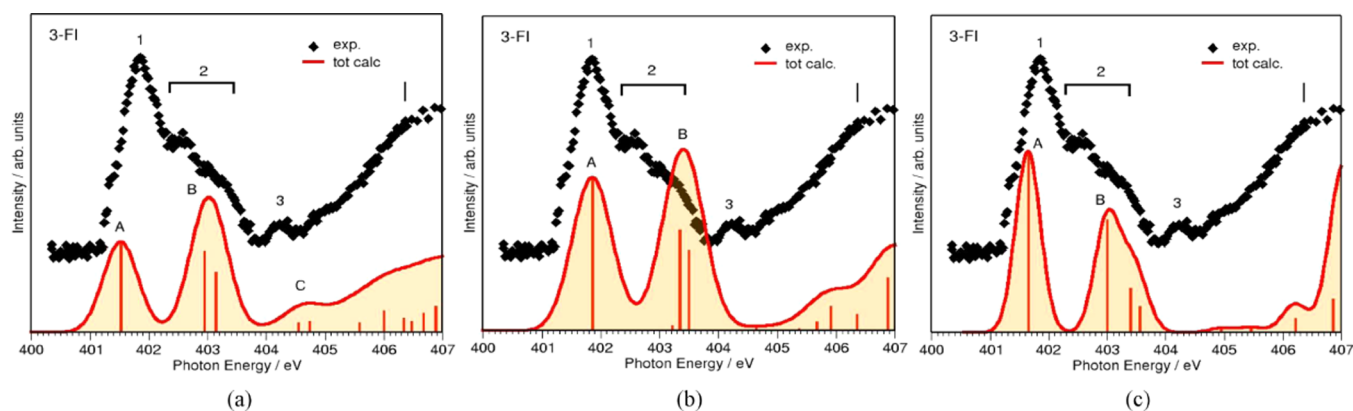 3-FI
1
2
3
A
B
C
exp.
tot calc
Intensity / arb. units
400 401 402 403 404 405 406 407
Photon Energy / eV
(a)
3-FI
1
2
3
A
B
exp.
tot calc.
Intensity / arb. units
400 401 402 403 404 405 406 407
Photon Energy / eV
(b)
3-FI
1
2
3
A
B
exp.
tot calc.
Intensity / arb. units
400 401 402 403 404 405 406 407
Photon Energy / eV
(c)